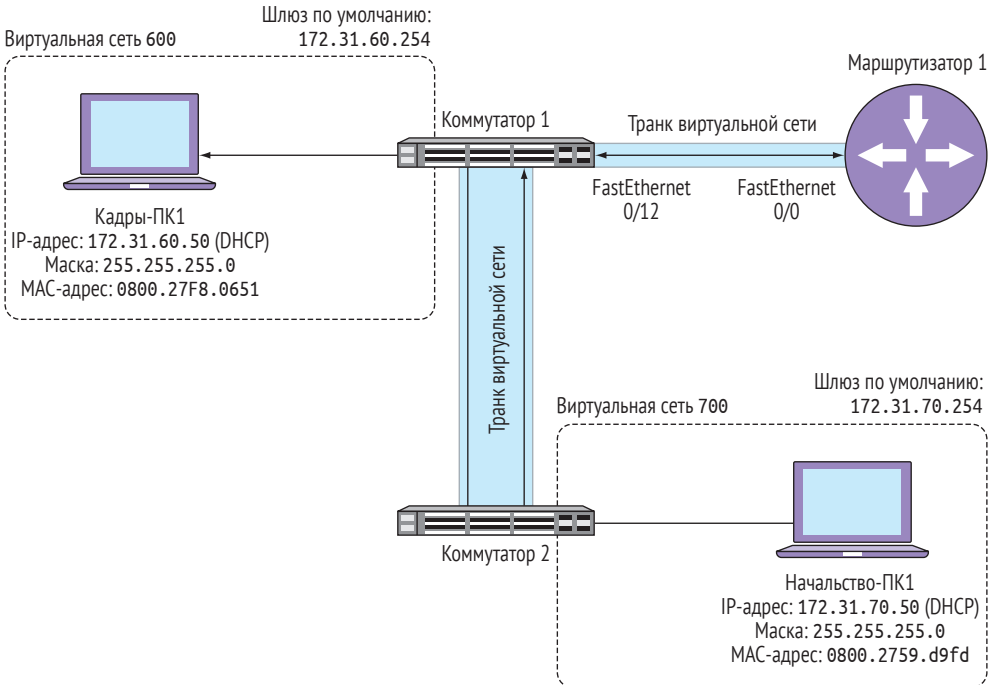 Шлюз по умолчанию:
172.31.60.254
Виртуальная сеть 600
Маршрутизатор 1
Коммутатор 1
Транк виртуальной сети
FastEthernet
0/12
FastEthernet
0/0
Кадры-ПК1
IP-адрес: 172.31.60.50 (DHCP)
Маска: 255.255.255.0
MAC-адрес: 0800.27F8.0651
Транк виртуальной сети
Шлюз по умолчанию:
172.31.70.254
Виртуальная сеть 700
Коммутатор 2
Начальство-ПК1
IP-адрес: 172.31.70.50 (DHCP)
Маска: 255.255.255.0
MAC-адрес: 0800.2759.d9fd